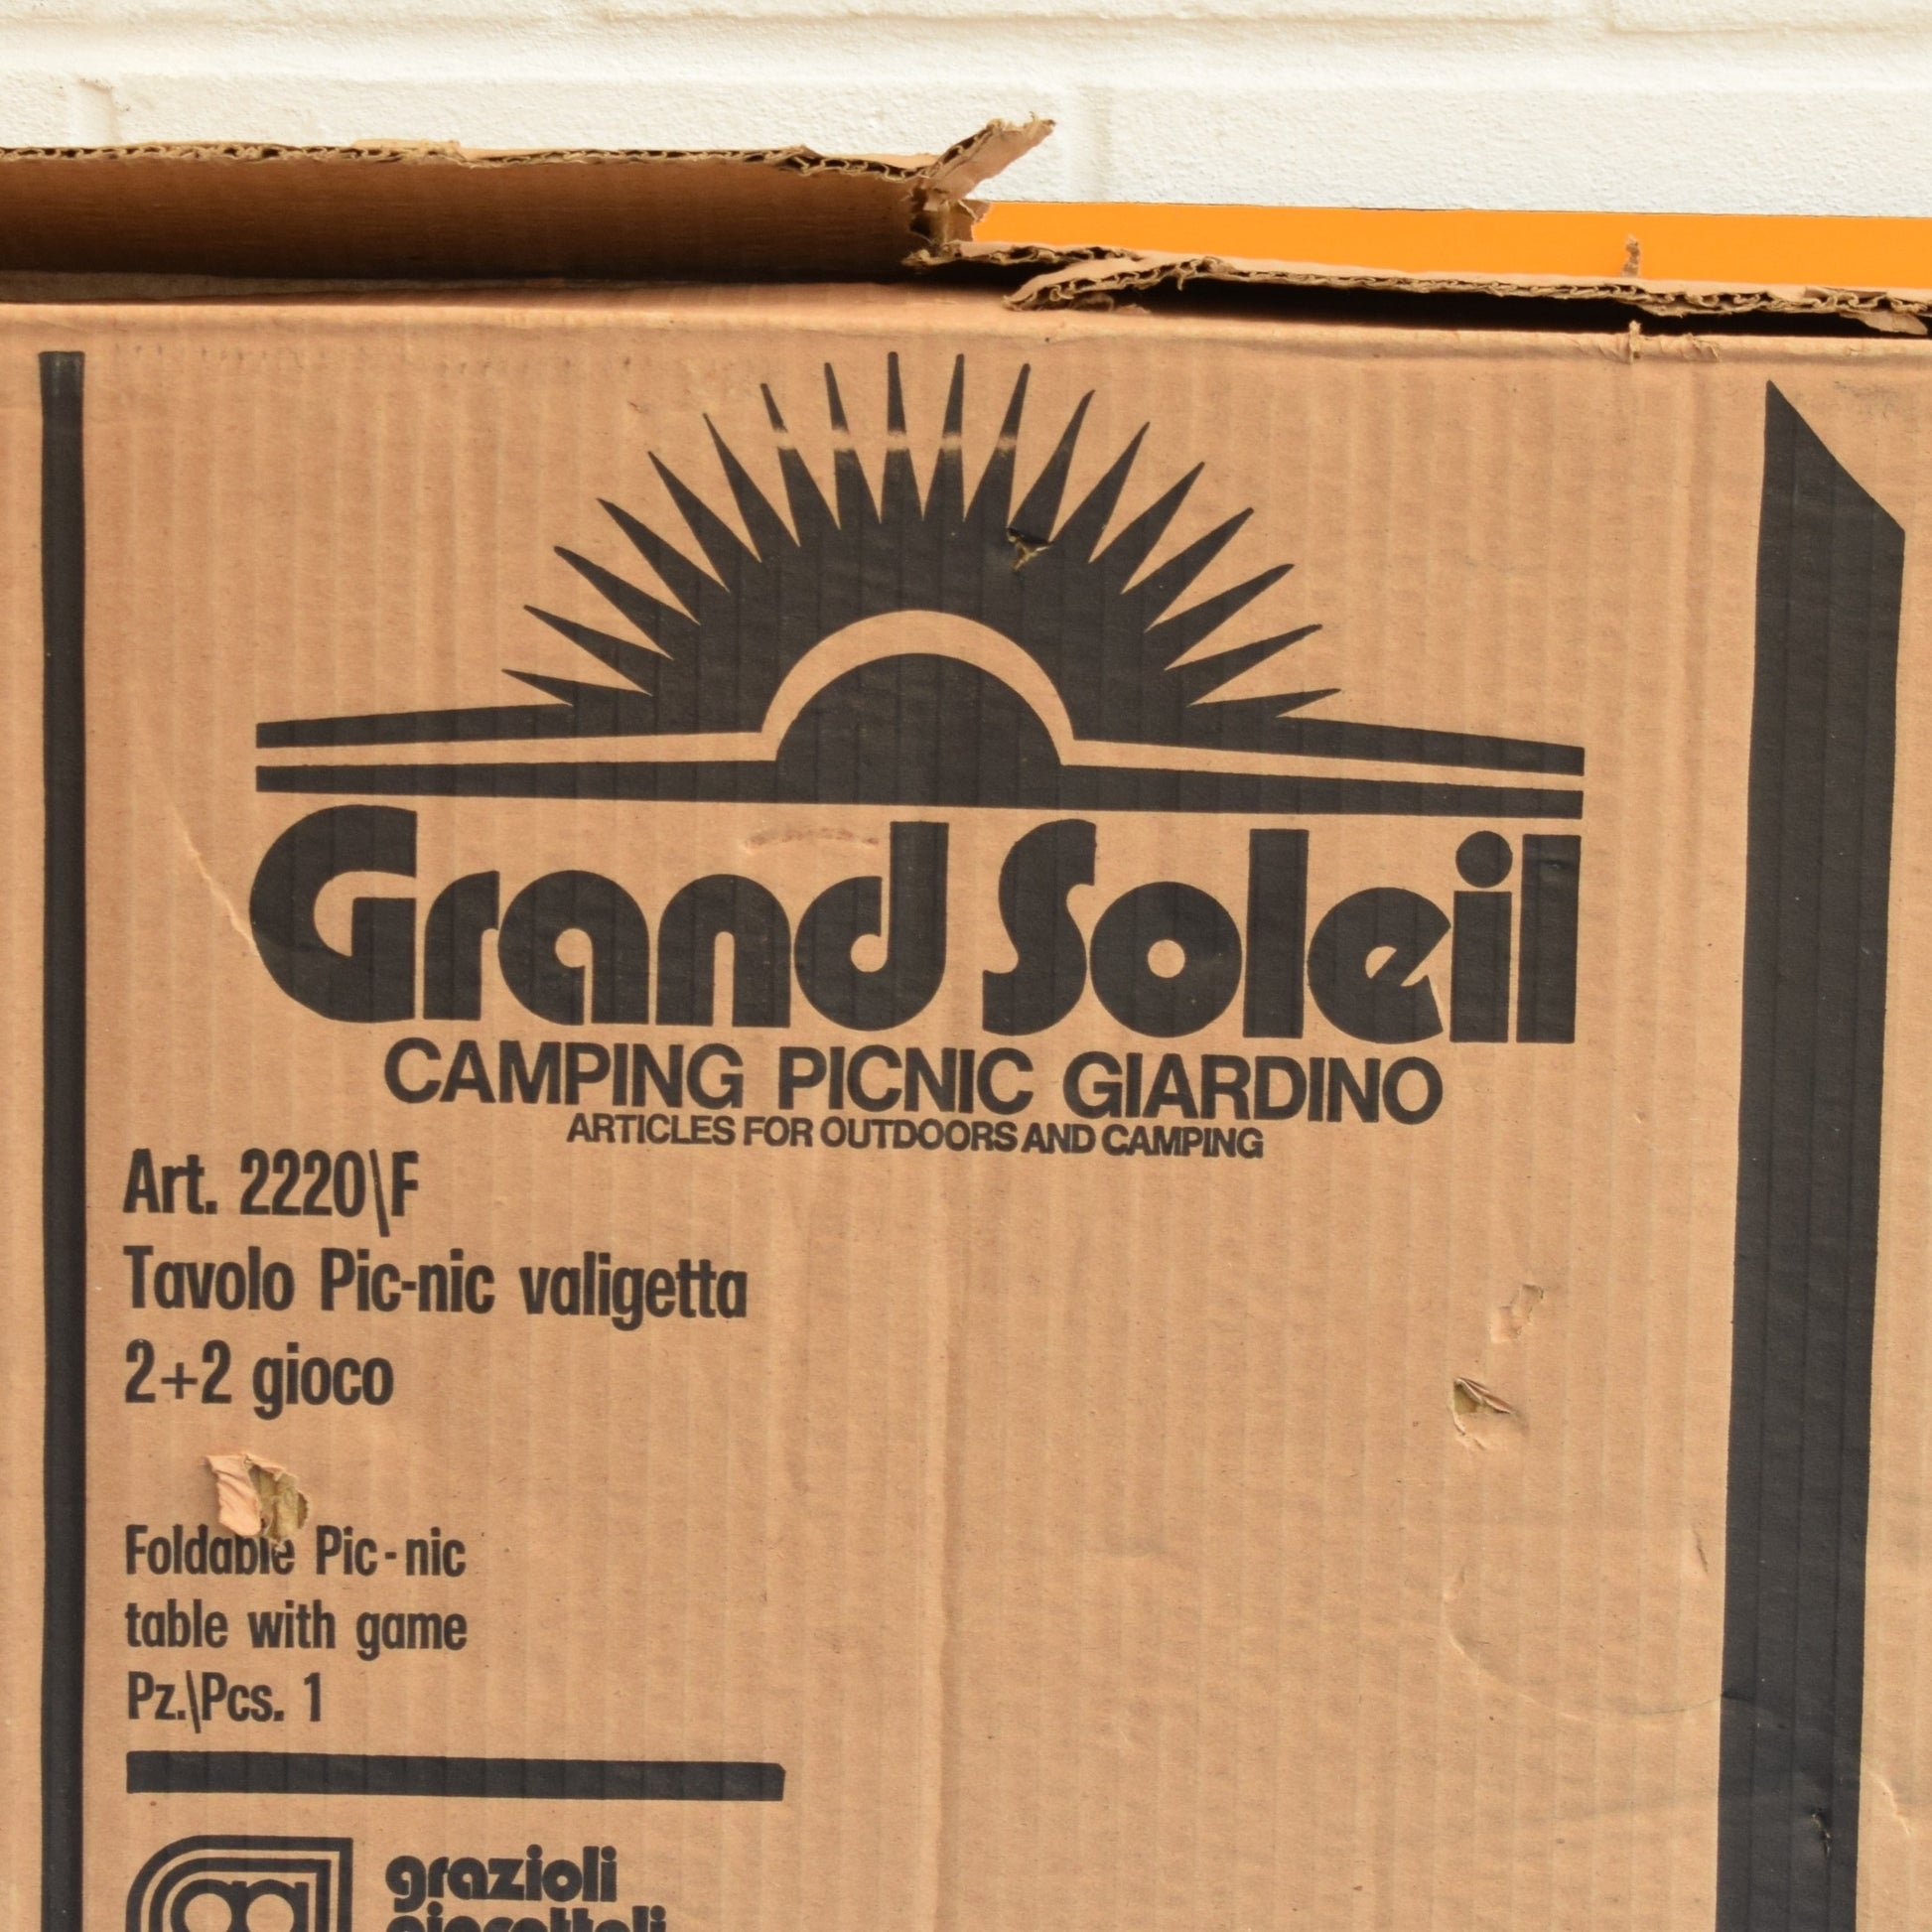 Grand Soleil
CAMPING PICNIC GIARDINO
ARTICLES FOR OUTDOORS AND CAMPING
Art. 2220\F
Tavolo Pic-nic valigetta
2+2 gioco
Foldable Pic-nic
table with game
Pz.\Pcs. 1
grazioli